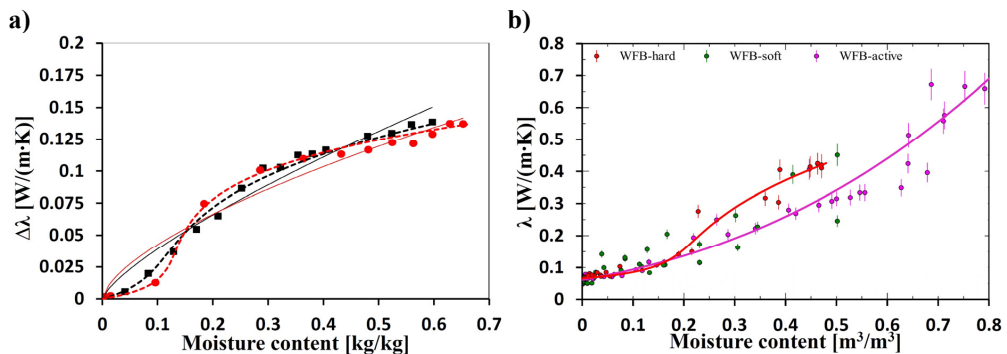 a)
0.2
0.175
0.15
0.125
0.1
0.075
0.05
0.025
0
Δλ [W/(m·K)]
0 0.1 0.2 0.3 0.4 0.5 0.6 0.7
Moisture content [kg/kg]
b)
0.8
0.7
0.6
0.5
0.4
0.3
0.2
0.1
0
λ [W/(m·K)]
WFB-hard WFB-soft WFB-active
0 0.1 0.2 0.3 0.4 0.5 0.6 0.7 0.8
Moisture content [m³/m³]